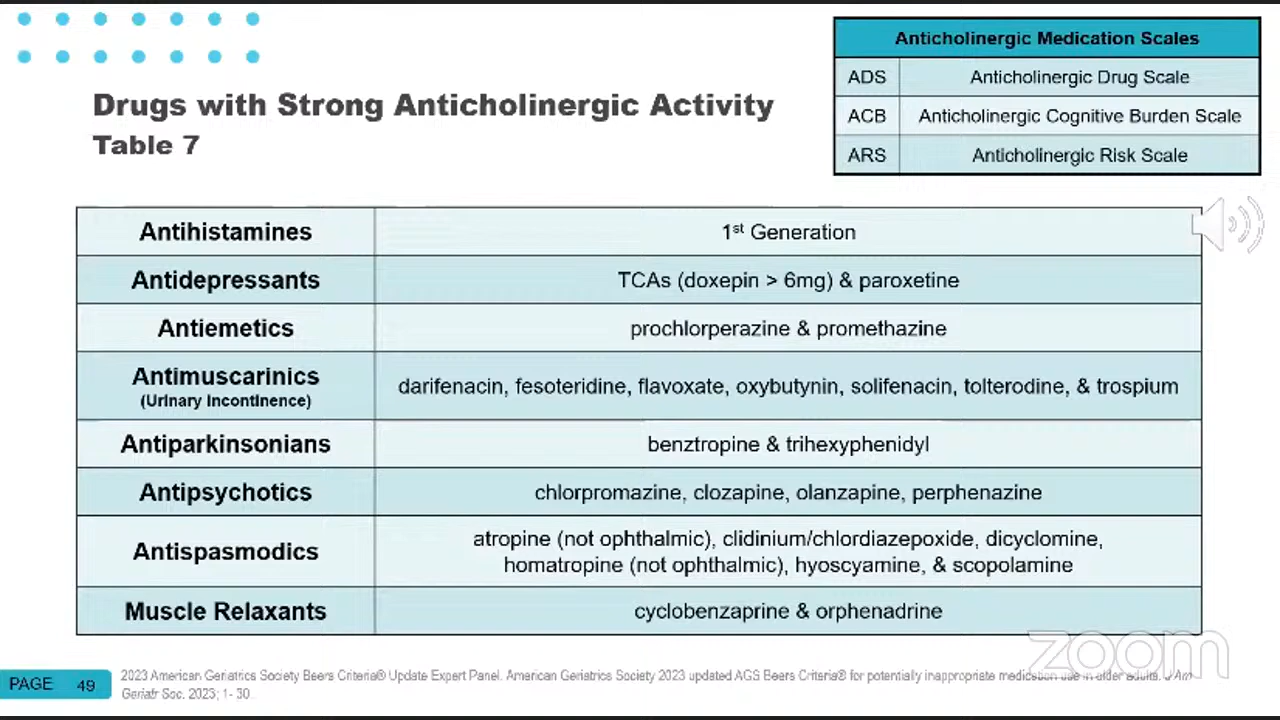 Anticholinergic Medication Scales
ADS Anticholinergic Drug Scale
ACB Anticholinergic Cognitive Burden Scale
ARS Anticholinergic Risk Scale
Drugs with Strong Anticholinergic Activity
Table 7
Antihistamines 1st Generation
Antidepressants TCAs (doxepin > 6mg) & paroxetine
Antiemetics prochlorperazine & promethazine
Antimuscarinics
(Urinary Incontinence)
darifenacin, fesoteridine, flavoxate, oxybutynin, solifenacin, tolterodine, & trospium
Antiparkinsonians benztropine & trihexyphenidyl
Antipsychotics chlorpromazine, clozapine, olanzapine, perphenazine
Antispasmodics
atropine (not ophthalmic), clidinium/chlordiazepoxide, dicyclomine,
homatropine (not ophthalmic), hyoscyamine, & scopolamine
Muscle Relaxants cyclobenzaprine & orphenadrine
zoom
PAGE 49
2023 American Geriatrics Society Beers Criteria® Update Expert Panel. American Geriatrics Society 2023 updated AGS Beers Criteria® for potentially inappropriate medication use in older adults. J Am
Geriatr Soc. 2023; 1- 30.